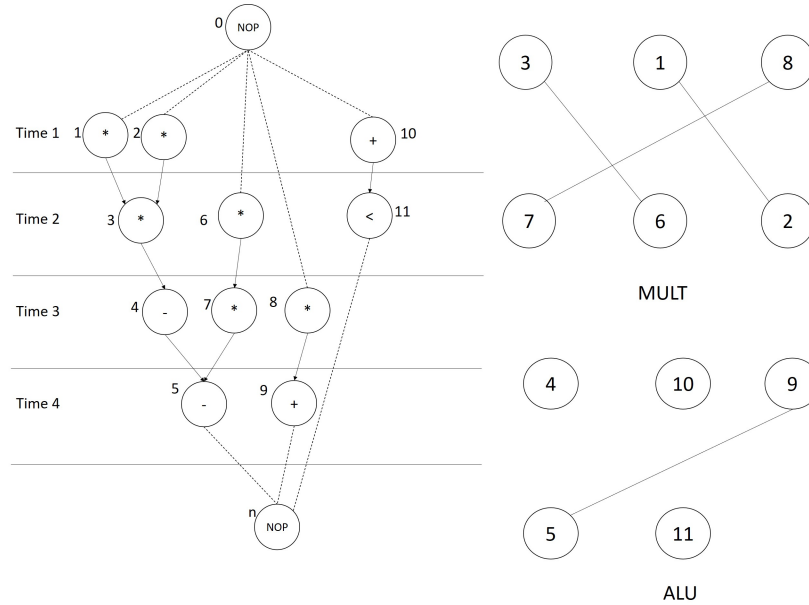 0 NOP
Time 1 1 * 2 * + 10
Time 2 3 * 6 * < 11
Time 3 4 - 7 * 8 *
Time 4 5 - 9 +
n NOP
3 1 8
7 6 2
MULT
4 10 9
5 11
ALU